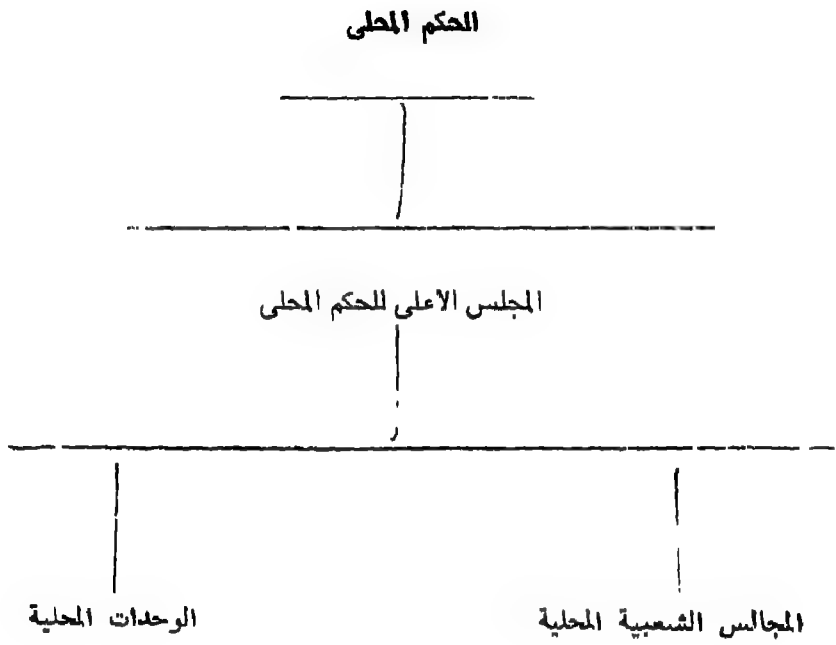 الحكم المحلى
المجلس الاعلى للحكم المحلى
المجالس الشعبية المحلية
الوحدات المحلية